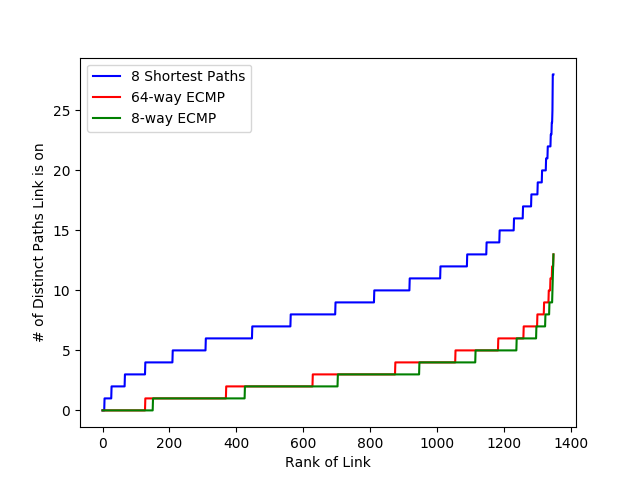 8 Shortest Paths
64-way ECMP
8-way ECMP
# of Distinct Paths Link is on
25
20
15
10
5
0
0 200 400 600 800 1000 1200 1400
Rank of Link